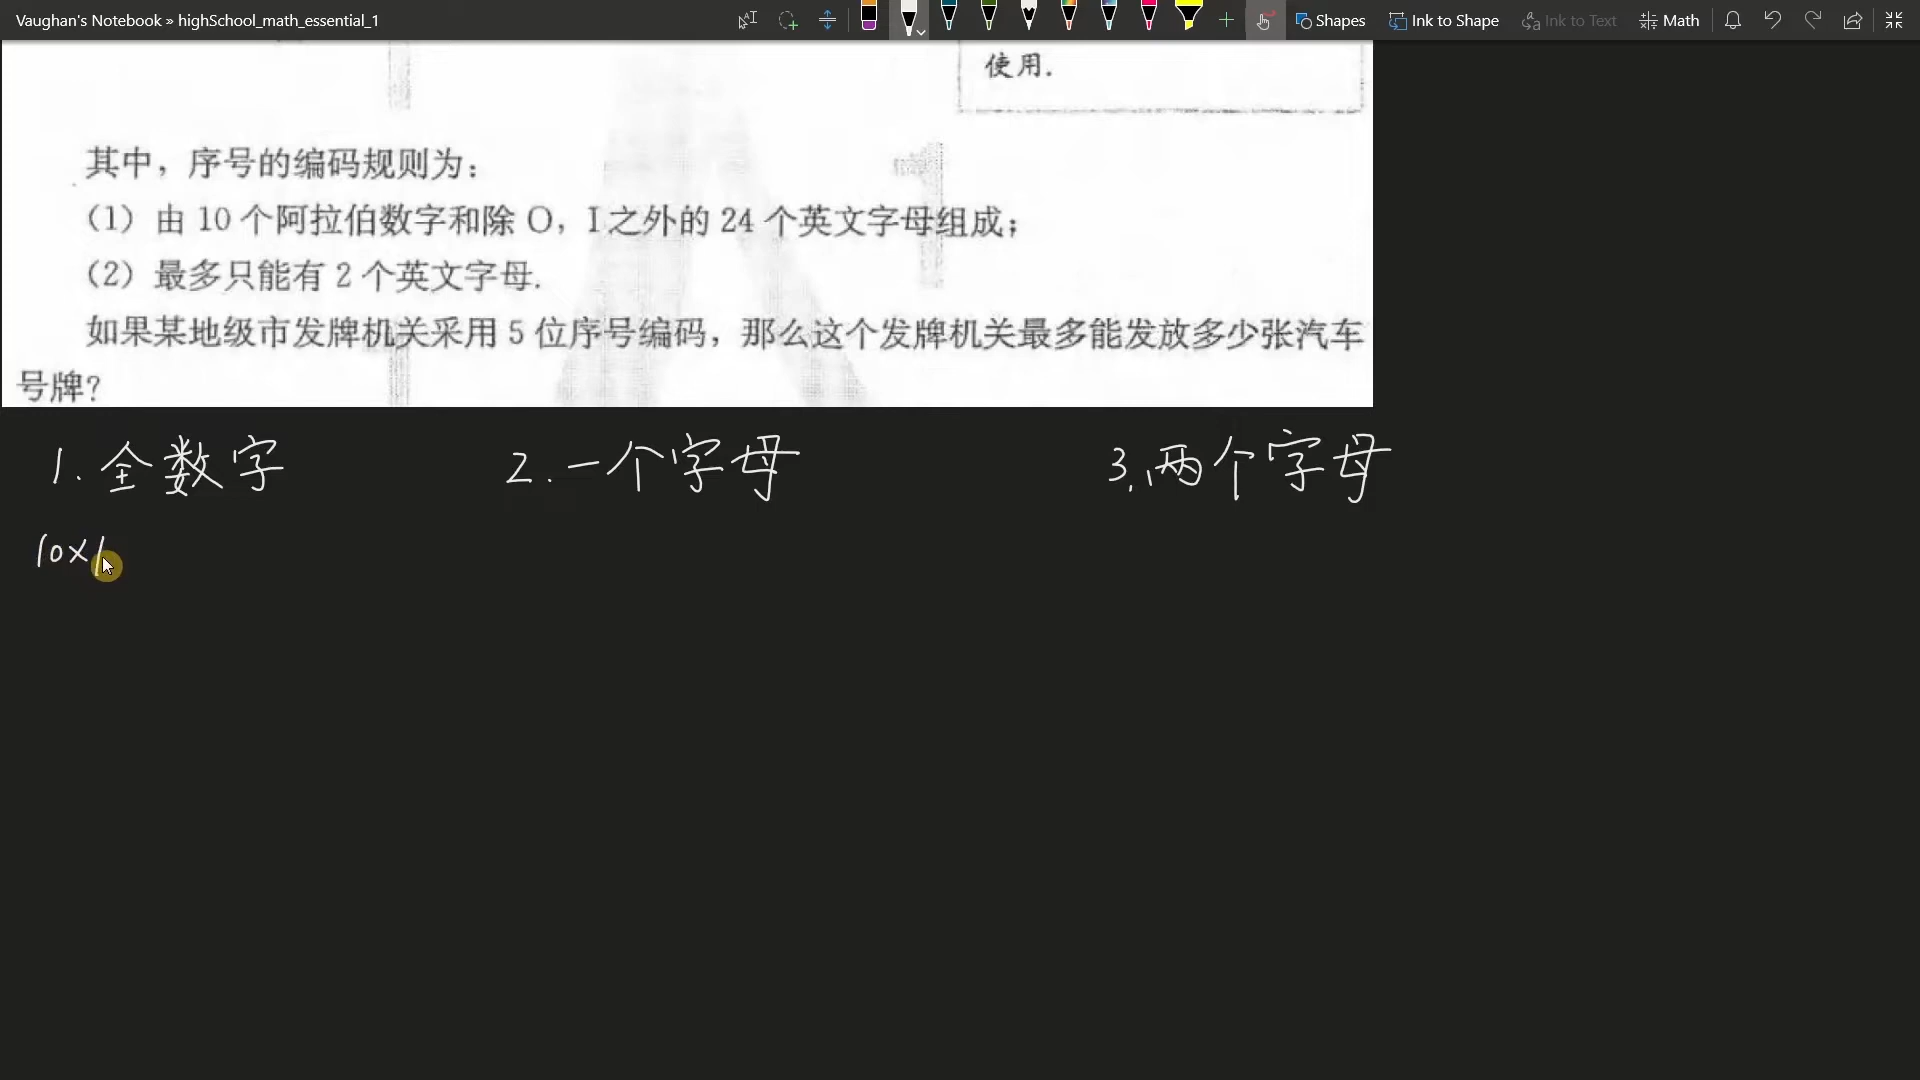 Vaughan's Notebook » highSchool_math_essential_1
Shapes Ink to Shape Ink to Text Math
使用.
其中，序号的编码规则为：
（1）由 10 个阿拉伯数字和除 O，I 之外的 24 个英文字母组成；
（2）最多只能有 2 个英文字母.
如果某地级市发牌机关采用 5 位序号编码，那么这个发牌机关最多能发放多少张汽车
号牌？
1. 全数字 2. 一个字母 3. 两个字母
10×1